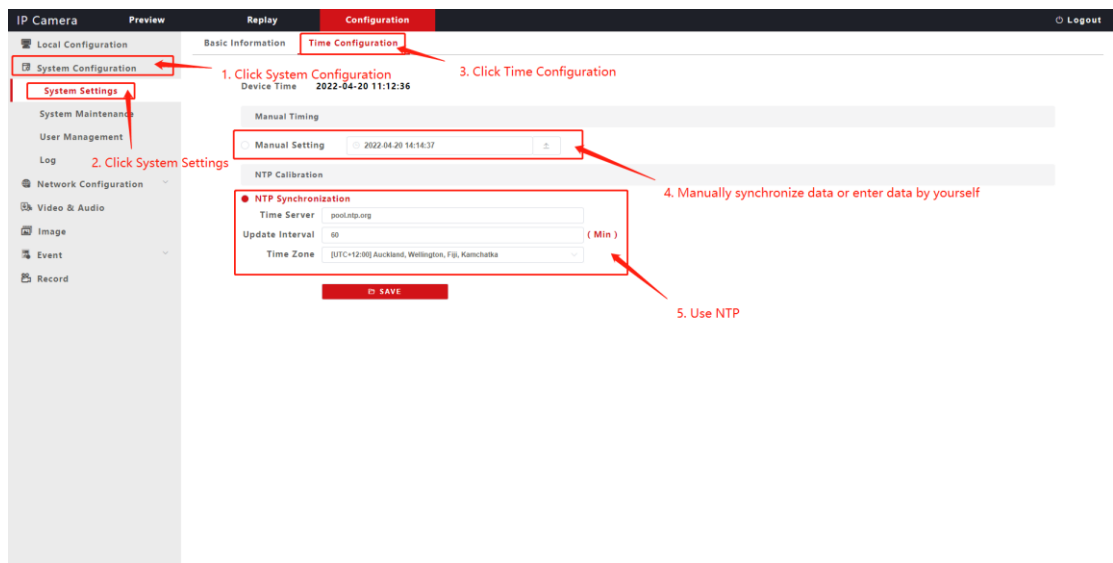 IP Camera Preview Replay Configuration Logout
Local Configuration
System Configuration
System Settings
System Maintenance
User Management
Log
Network Configuration
Video & Audio
Image
Event
Record
Basic Information Time Configuration
1. Click System Configuration
2. Click System Settings
3. Click Time Configuration
Device Time 2022-04-20 11:12:36
Manual Timing
Manual Setting 2022-04-20 14:14:37
4. Manually synchronize data or enter data by yourself
NTP Calibration
NTP Synchronization
Time Server pool.ntp.org
Update Interval 60 ( Min )
Time Zone [UTC+12:00] Auckland, Wellington, Fiji, Kamchatka
5. Use NTP
SAVE